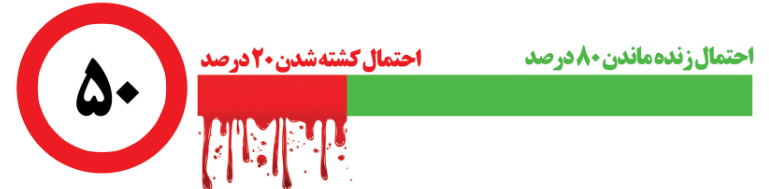 احتمال زنده ماندن ۸۰ درصد
احتمال کشته شدن ۲۰ درصد
۵۰